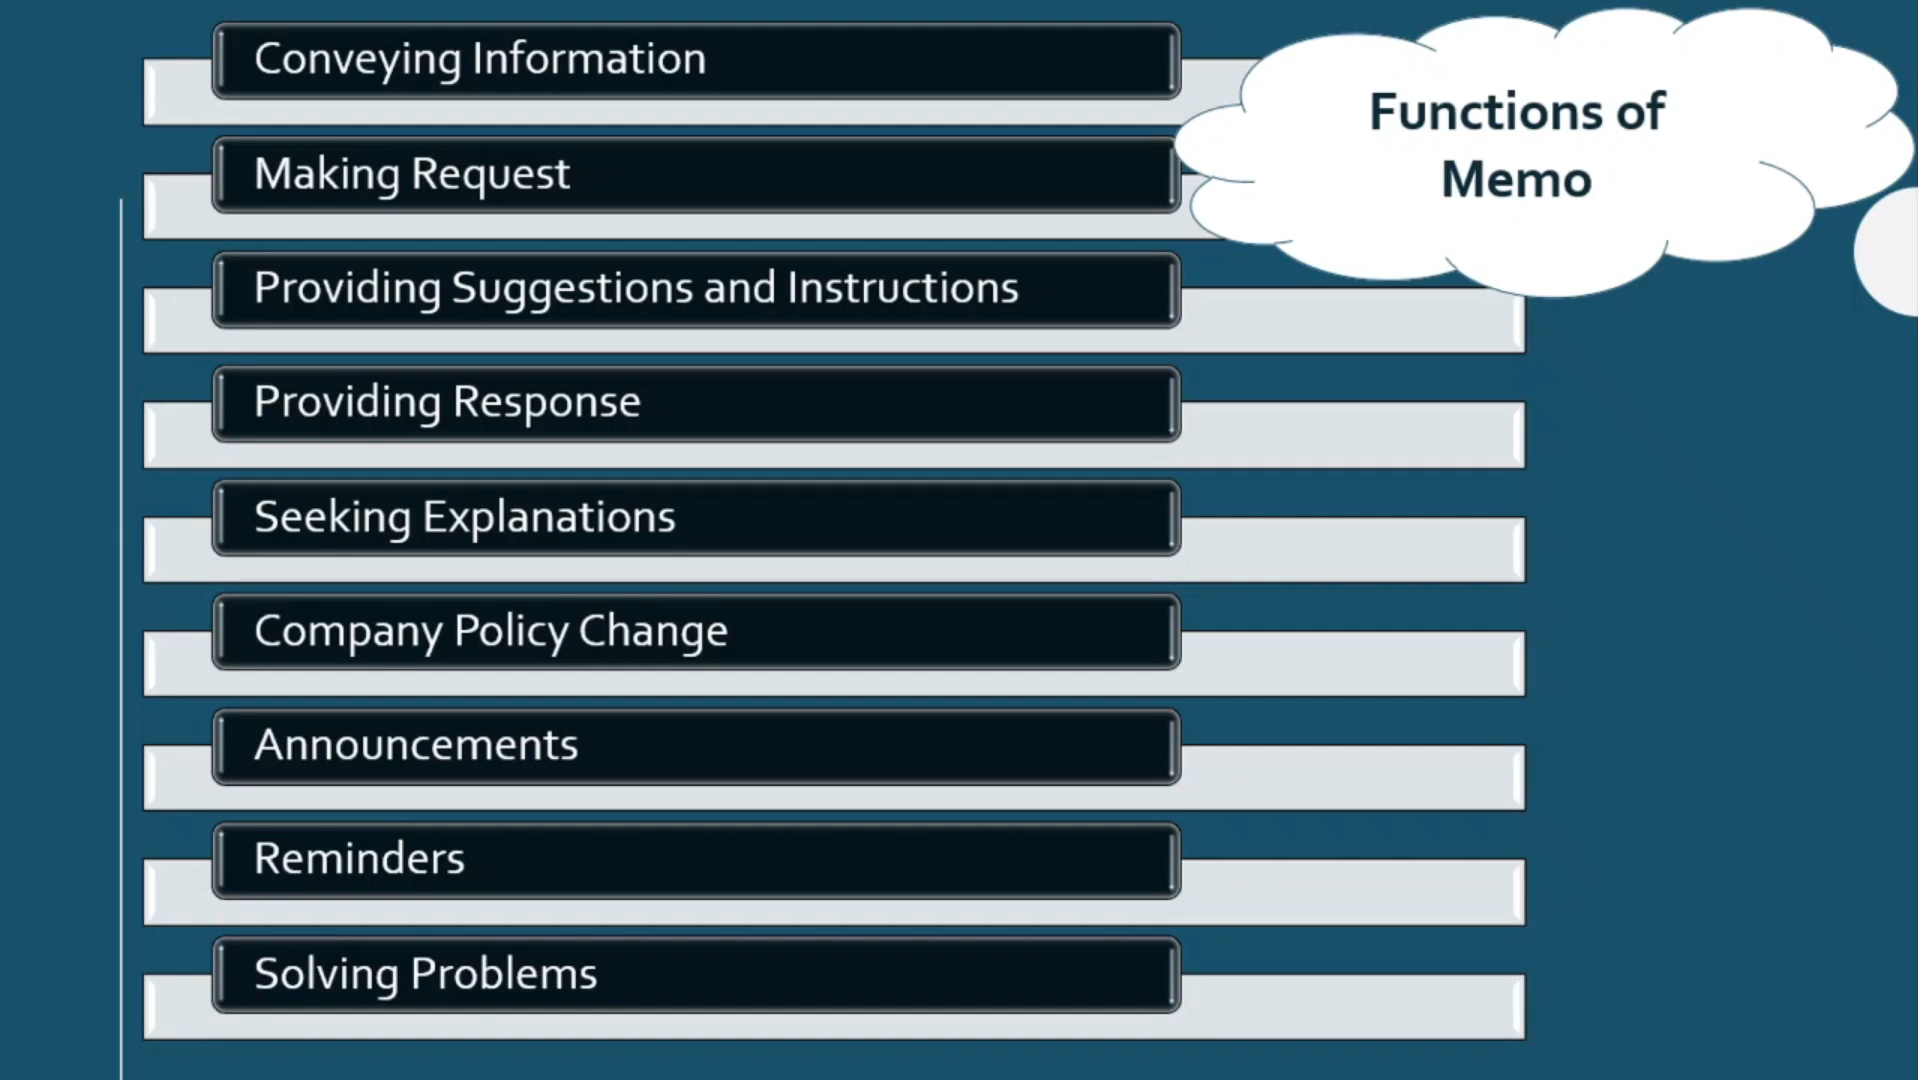 Functions of
Memo
Conveying Information
Making Request
Providing Suggestions and Instructions
Providing Response
Seeking Explanations
Company Policy Change
Announcements
Reminders
Solving Problems